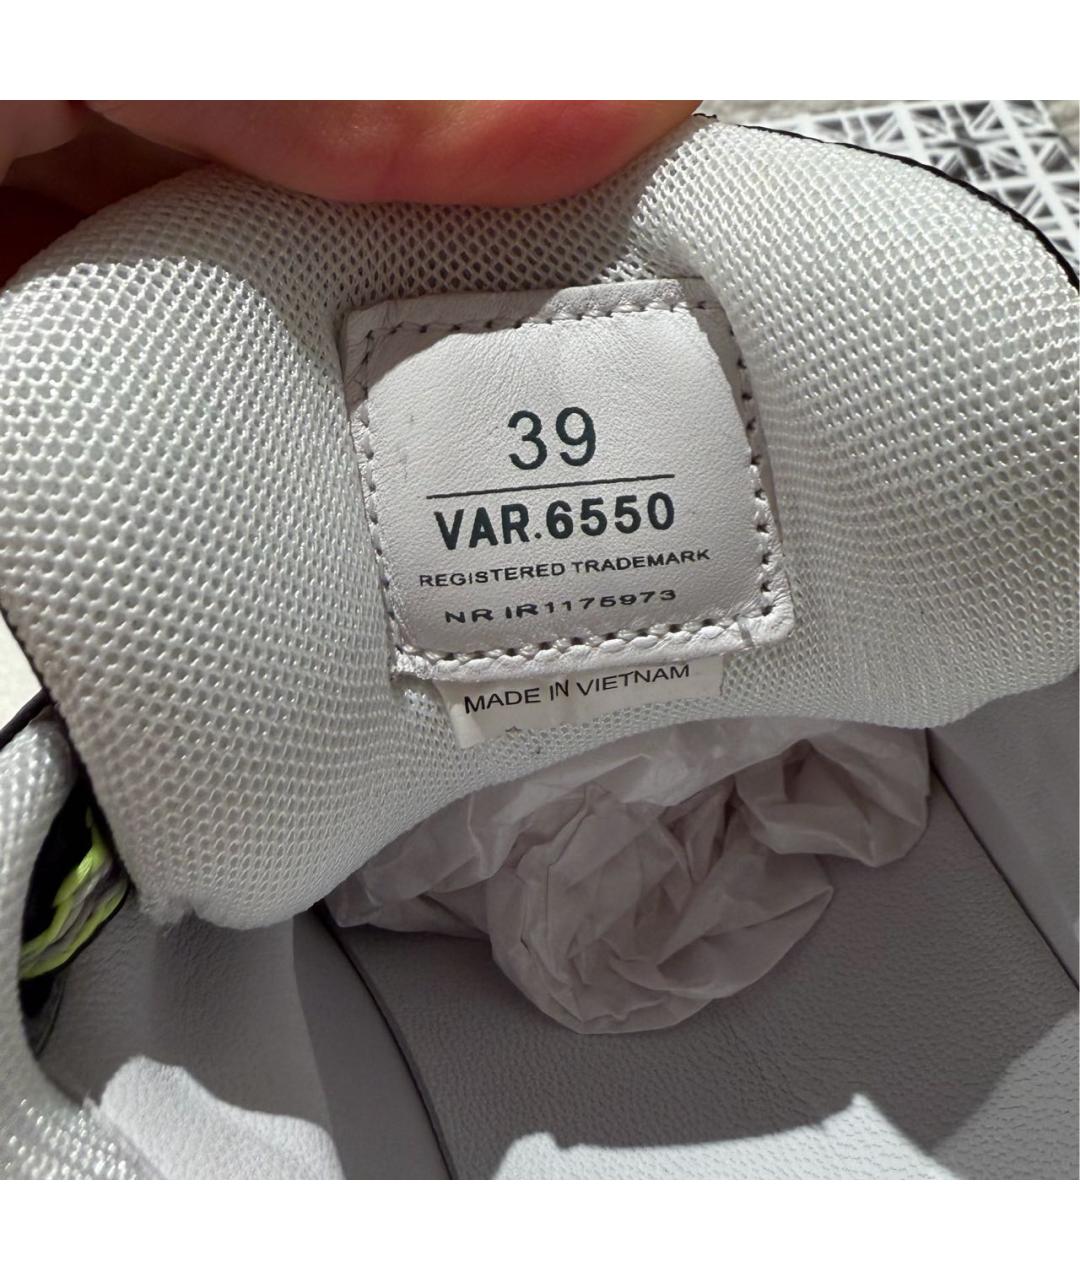 39
VAR.6550
REGISTERED TRADEMARK
NR IR1175973
MADE IN VIETNAM